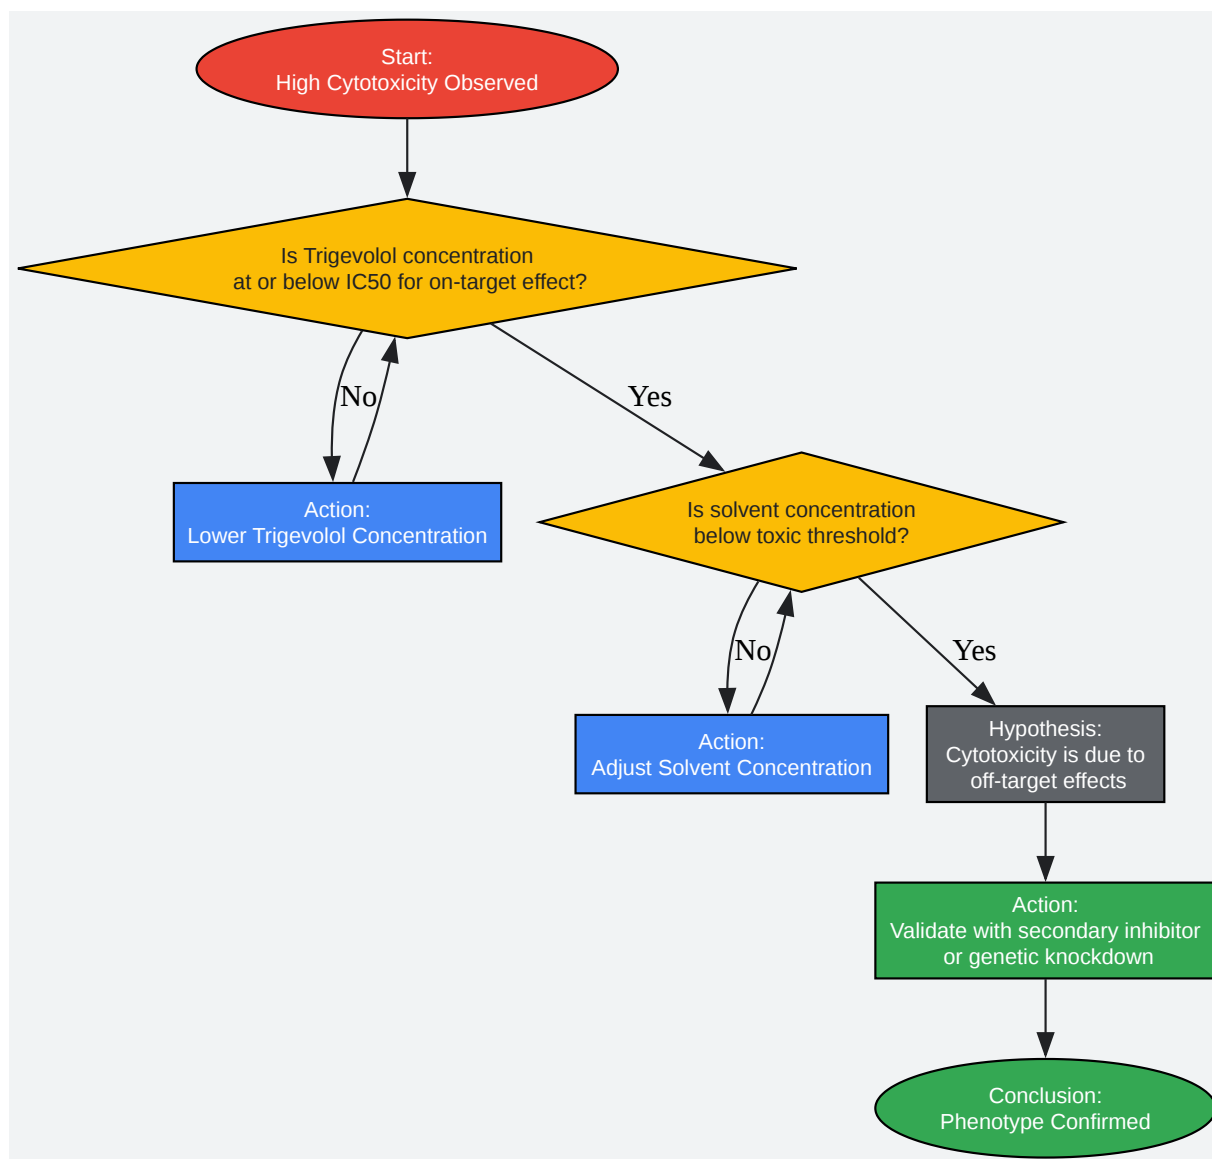 Start:
High Cytotoxicity Observed
Is Trigevolol concentration
at or below IC50 for on-target effect?
No
Yes
Action:
Lower Trigevolol Concentration
Is solvent concentration
below toxic threshold?
No
Yes
Action:
Adjust Solvent Concentration
Hypothesis:
Cytotoxicity is due to
off-target effects
Action:
Validate with secondary inhibitor
or genetic knockdown
Conclusion:
Phenotype Confirmed